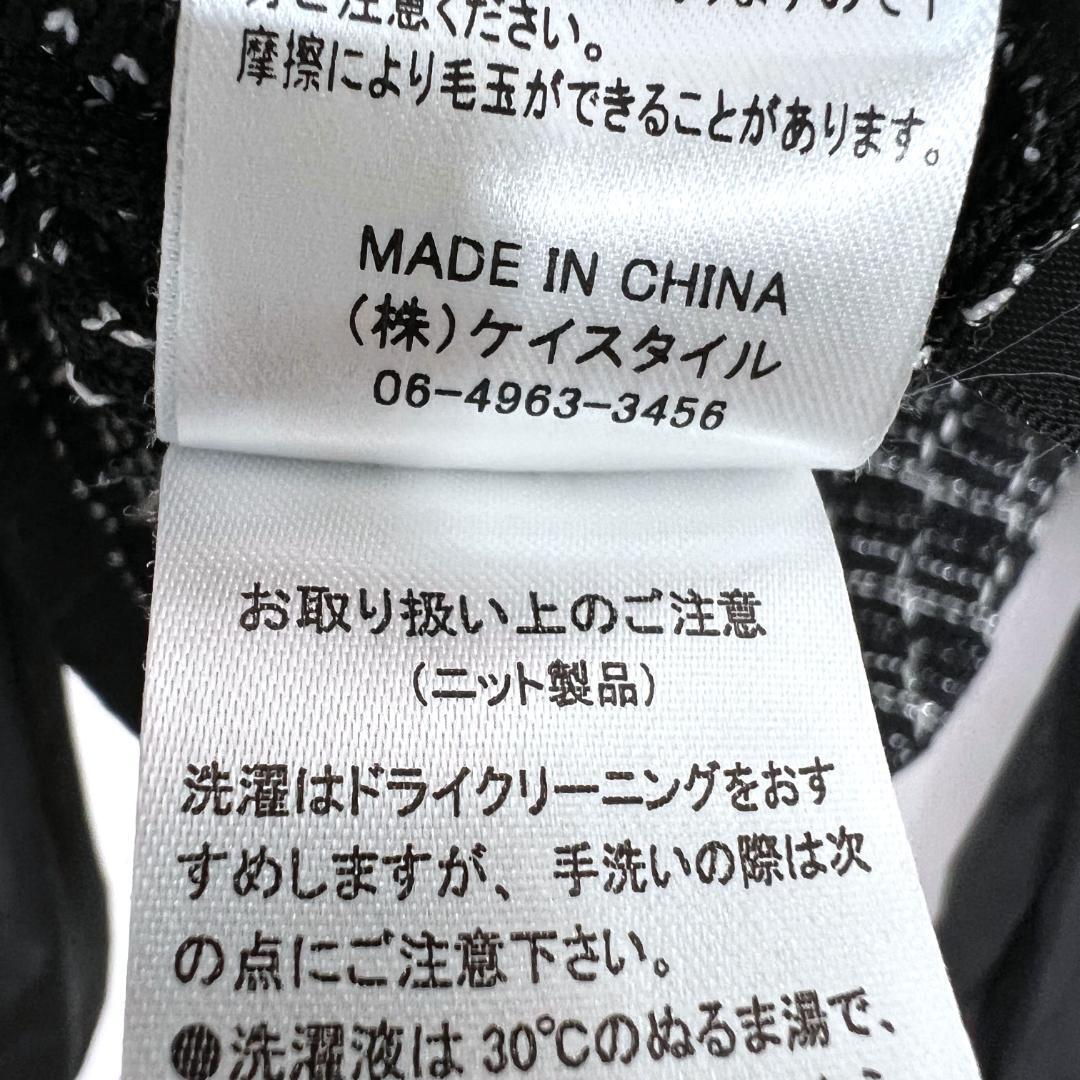 ご注意ください。
摩擦により毛玉ができることがあります。
MADE IN CHINA
(株)ケイスタイル
06-4963-3456
お取り扱い上のご注意
(ニット製品)
洗濯はドライクリーニングをおす
すめしますが、手洗いの際は次
の点にご注意下さい。
●洗濯液は30℃のぬるま湯で、